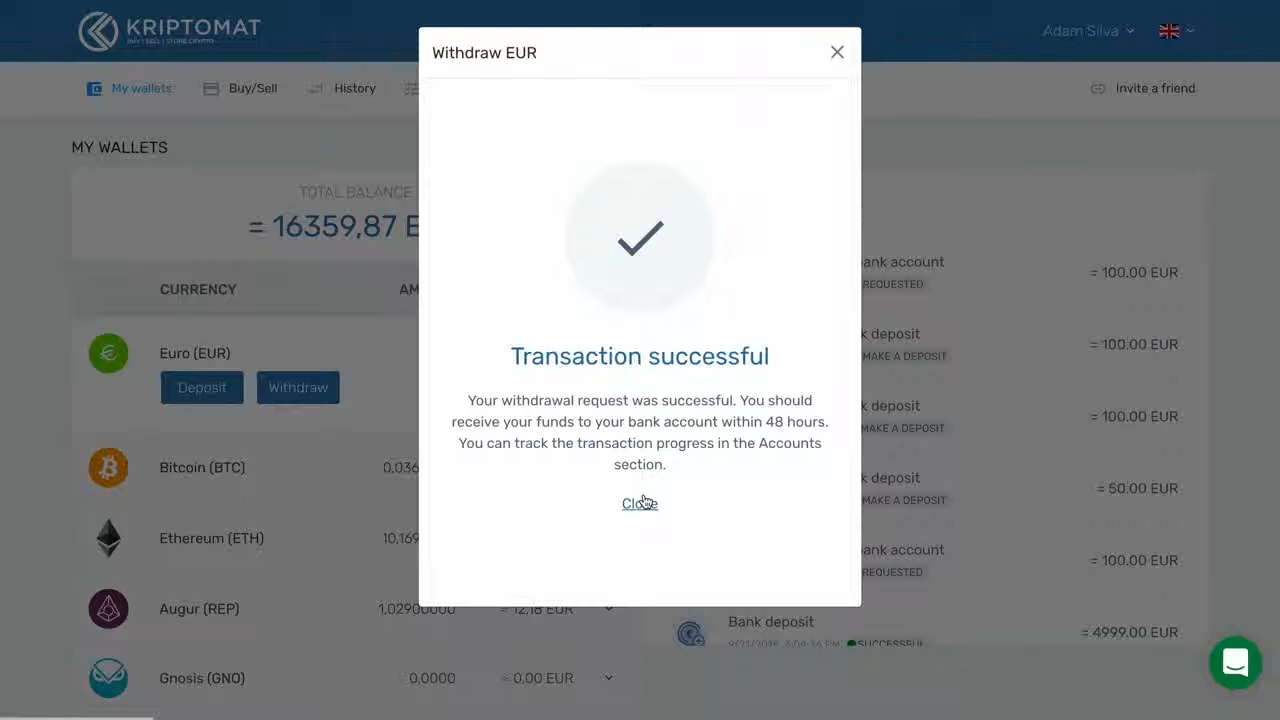 KRIPTOMAT
BUY | SELL | STORE CRYPTO
Adam Silva
My wallets
Buy/Sell
History
Invite a friend
Withdraw EUR
MY WALLETS
TOTAL BALANCE
= 16359,87 E
CURRENCY
AM
Euro (EUR)
Deposit
Withdraw
Bitcoin (BTC)
0,036
Ethereum (ETH)
10,169
Augur (REP)
1,02900000
= 12,18 EUR
Gnosis (GNO)
0.0000
= 0,00 EUR
Transaction successful
Your withdrawal request was successful. You should
receive your funds to your bank account within 48 hours.
You can track the transaction progress in the Accounts
section.
Close
ank account
= 100.00 EUR
REQUESTED
k deposit
= 100.00 EUR
MAKE A DEPOSIT
k deposit
= 100.00 EUR
MAKE A DEPOSIT
k deposit
= 50.00 EUR
MAKE A DEPOSIT
ank account
= 100.00 EUR
REQUESTED
Bank deposit
= 4999.00 EUR
SUCCESSFUL